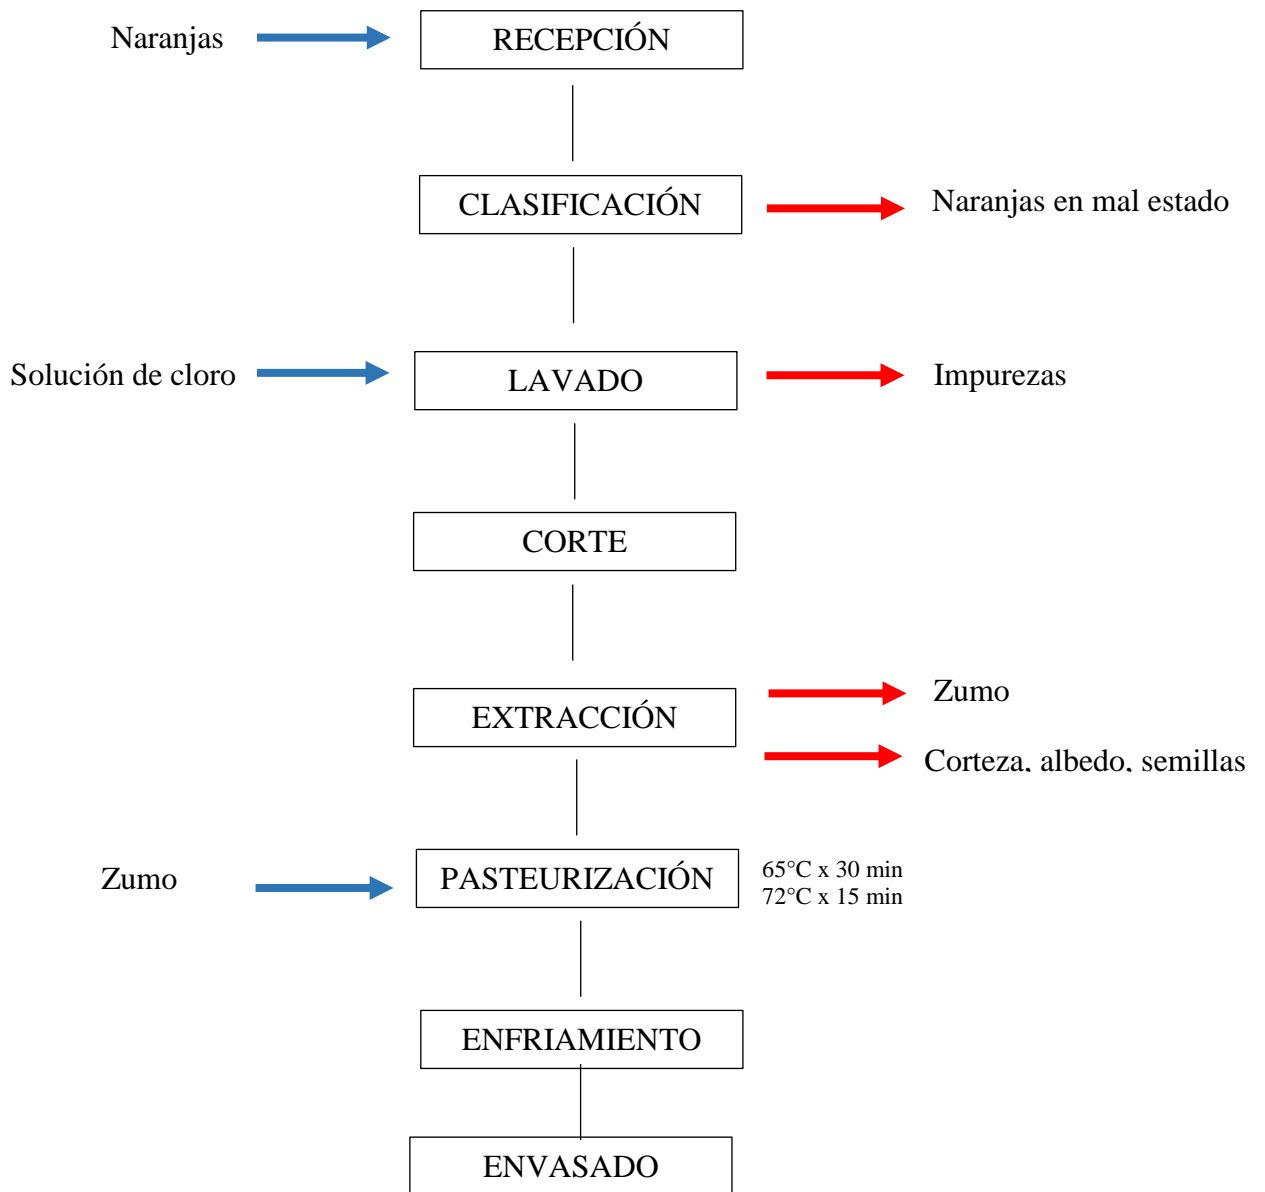 Naranjas
RECEPCIÓN
CLASIFICACIÓN
Naranjas en mal estado
Solución de cloro
LAVADO
Impurezas
CORTE
EXTRACCIÓN
Zumo
Corteza, albedo, semillas
Zumo
PASTEURIZACIÓN
65°C x 30 min
72°C x 15 min
ENFRIAMIENTO
ENVASADO